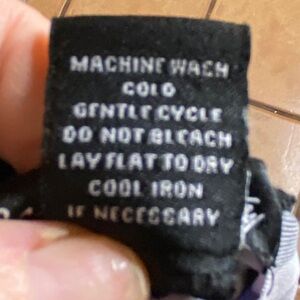 MACHINE WASH
COLD
GENTLE CYCLE
DO NOT BLEACH
LAY FLAT TO DRY
COOL IRON
IF NECESSARY